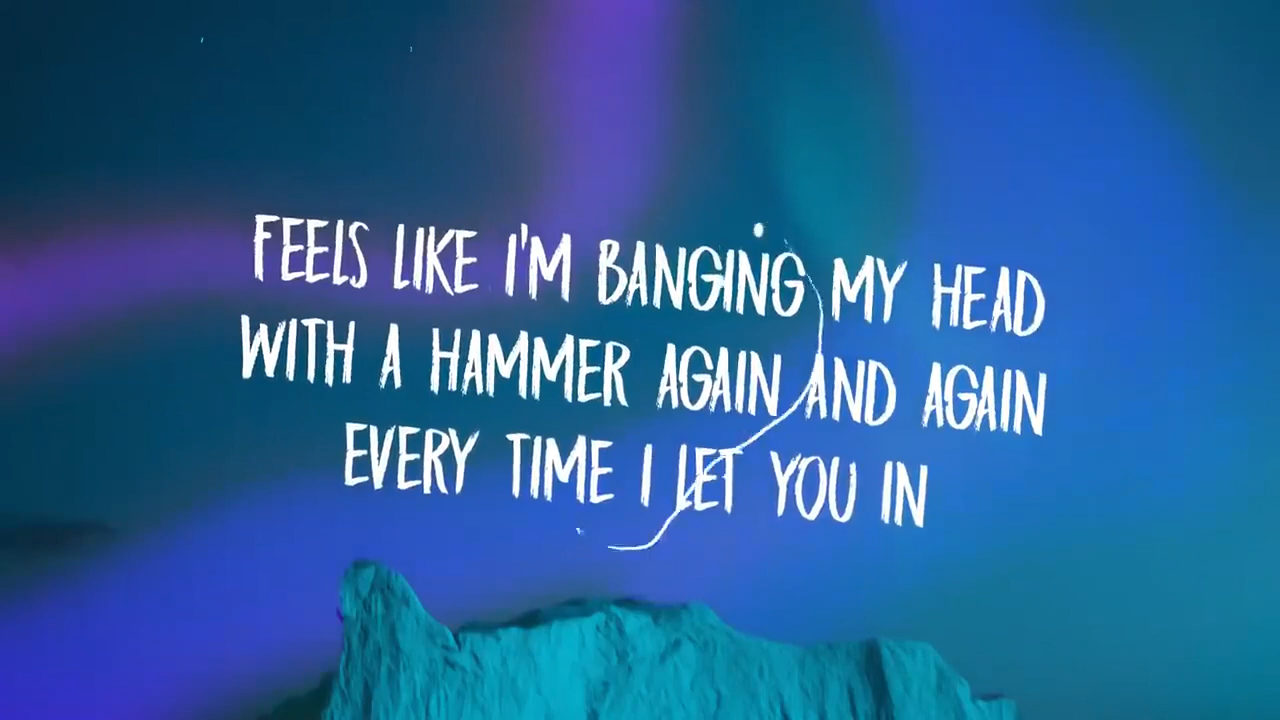 FEELS LIKE I'M BANGING MY HEAD
WITH A HAMMER AGAIN AND AGAIN
EVERY TIME I LET YOU IN